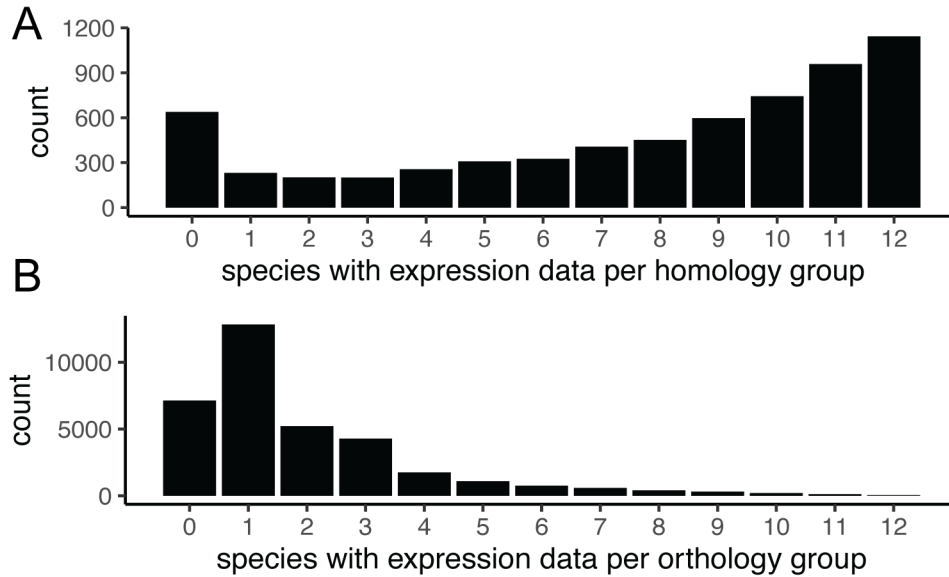 A
1200
900
600
300
0
count
0 1 2 3 4 5 6 7 8 9 10 11 12
species with expression data per homology group
B
10000
5000
0
count
0 1 2 3 4 5 6 7 8 9 10 11 12
species with expression data per orthology group